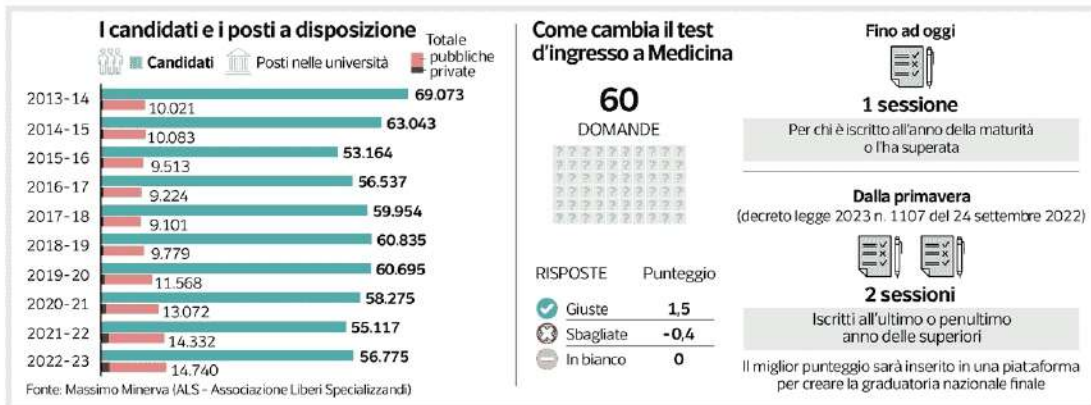 I candidati e i posti a disposizione
Candidati
Posti nelle università
Totale
pubbliche
private
2013-14
69.073
10.021
2014-15
63.043
10.083
2015-16
53.164
9.513
2016-17
56.537
9.224
2017-18
59.954
9.101
2018-19
60.835
9.779
2019-20
60.695
11.568
2020-21
58.275
13.072
2021-22
55.117
14.332
2022-23
56.775
14.740
Fonte: Massimo Minerva (ALS - Associazione Liberi Specializzandi)
Come cambia il test
d'ingresso a Medicina
60
DOMANDE
RISPOSTE Punteggio
Giuste 1,5
Sbagliate -0,4
In bianco 0
Fino ad oggi
1 sessione
Per chi è iscritto all'anno della maturità
o l'ha superata
Dalla primavera
(decreto legge 2023 n. 1107 del 24 settembre 2022)
2 sessioni
Iscritti all'ultimo o penultimo
anno delle superiori
Il miglior punteggio sarà inserito in una piattaforma
per creare la graduatoria nazionale finale